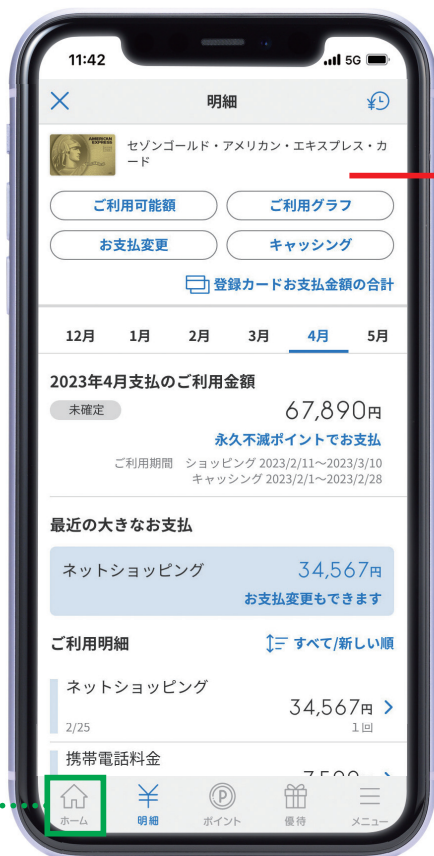 11:42
5G
明細
AMERICAN EXPRESS
セゾンゴールド・アメリカン・エキスプレス・カ
ード
ご利用可能額 ご利用グラフ
お支払変更 キャッシング
登録カードお支払金額の合計
12月 1月 2月 3月 4月 5月
2023年4月支払のご利用金額
未確定 67,890円
永久不滅ポイントでお支払
ご利用期間 ショッピング 2023/2/11～2023/3/10
キャッシング 2023/2/1～2023/2/28
最近の大きなお支払
ネットショッピング 34,567円
お支払変更もできます
ご利用明細 すべて/新しい順
ネットショッピング
34,567円
2/25 1回
携帯電話料金
ホーム 明細 ポイント 優待 メニュー